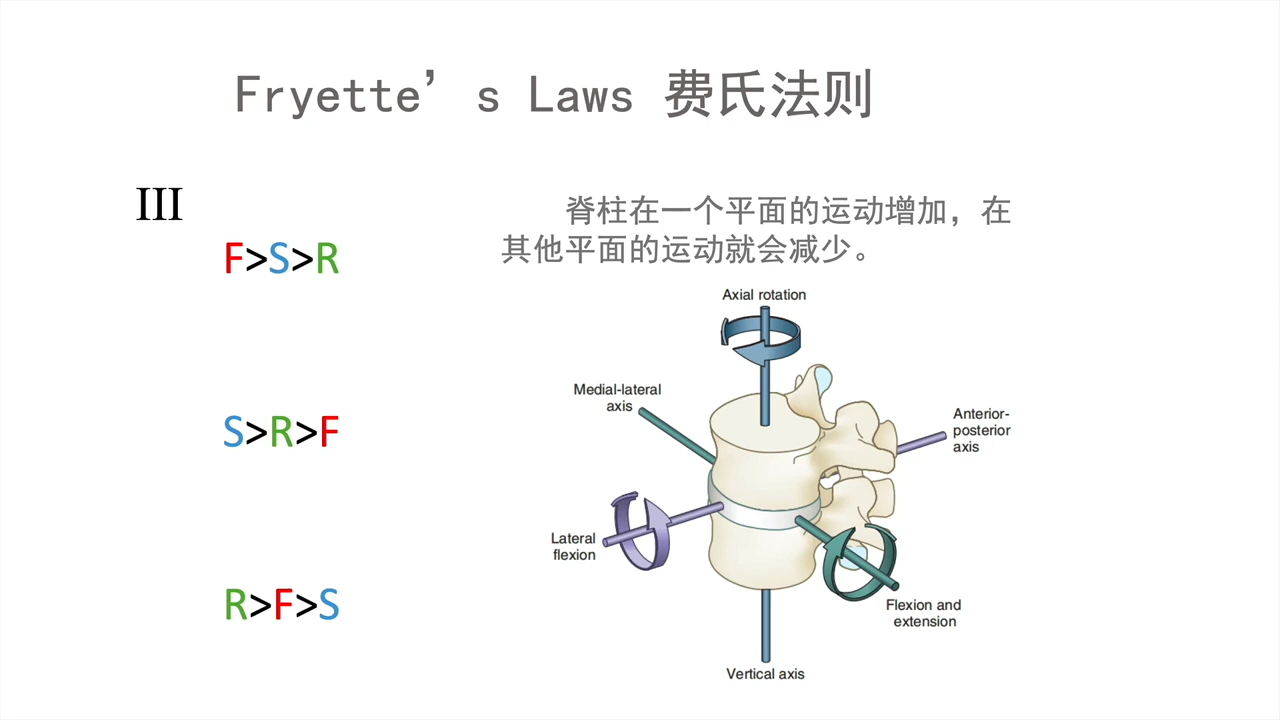 Fryette’s Laws 费氏法则
III
F>S>R
S>R>F
R>F>S
脊柱在一个平面的运动增加，在
其他平面的运动就会减少。
Axial rotation
Medial-lateral
axis
Anterior-
posterior
axis
Lateral
flexion
Flexion and
extension
Vertical axis